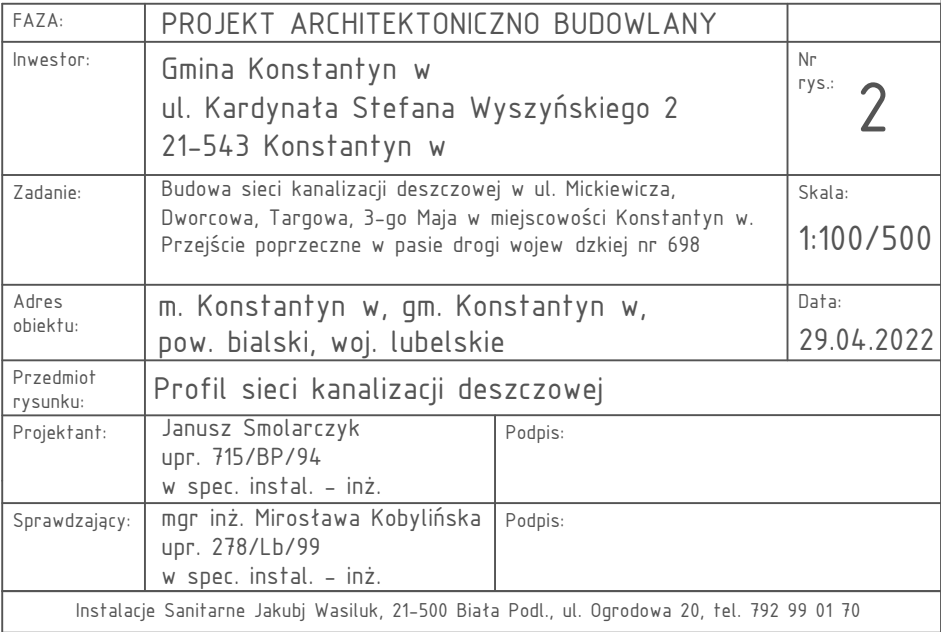 FAZA:
PROJEKT ARCHITEKTONICZNO BUDOWLANY
Inwestor:
Gmina Konstantyn w
ul. Kardynała Stefana Wyszyńskiego 2
21-543 Konstantyn w
Nr
rys.:
2
Zadanie:
Budowa sieci kanalizacji deszczowej w ul. Mickiewicza,
Dworcowa, Targowa, 3-go Maja w miejscowości Konstantyn w.
Przejście poprzeczne w pasie drogi wojew dzkiej nr 698
Skala:
1:100/500
Adres
obiektu:
m. Konstantyn w, gm. Konstantyn w,
pow. bialski, woj. lubelskie
Data:
29.04.2022
Przedmiot
rysunku:
Profil sieci kanalizacji deszczowej
Projektant:
Janusz Smolarczyk
upr. 715/BP/94
w spec. instal. - inż.
Podpis:
Sprawdzający:
mgr inż. Mirosława Kobylińska
upr. 278/Lb/99
w spec. instal. - inż.
Podpis:
Instalacje Sanitarne Jakubj Wasiluk, 21-500 Biała Podl., ul. Ogrodowa 20, tel. 792 99 01 70